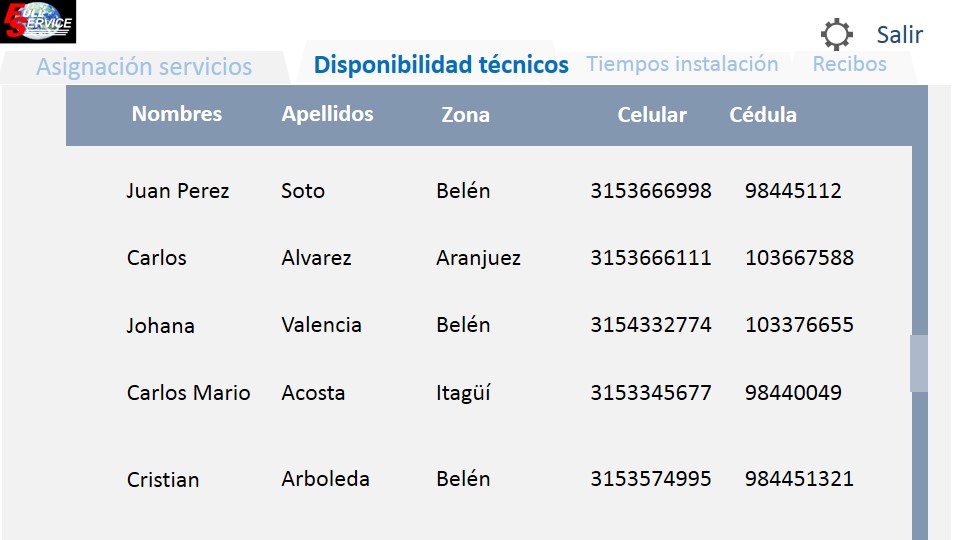 FULL
SERVICE
Salir
Asignación servicios Disponibilidad técnicos Tiempos instalación Recibos
Nombres Apellidos Zona Celular Cédula
Juan Perez Soto Belén 3153666998 98445112
Carlos Alvarez Aranjuez 3153666111 103667588
Johana Valencia Belén 3154332774 103376655
Carlos Mario Acosta Itagüí 3153345677 98440049
Cristian Arboleda Belén 3153574995 984451321